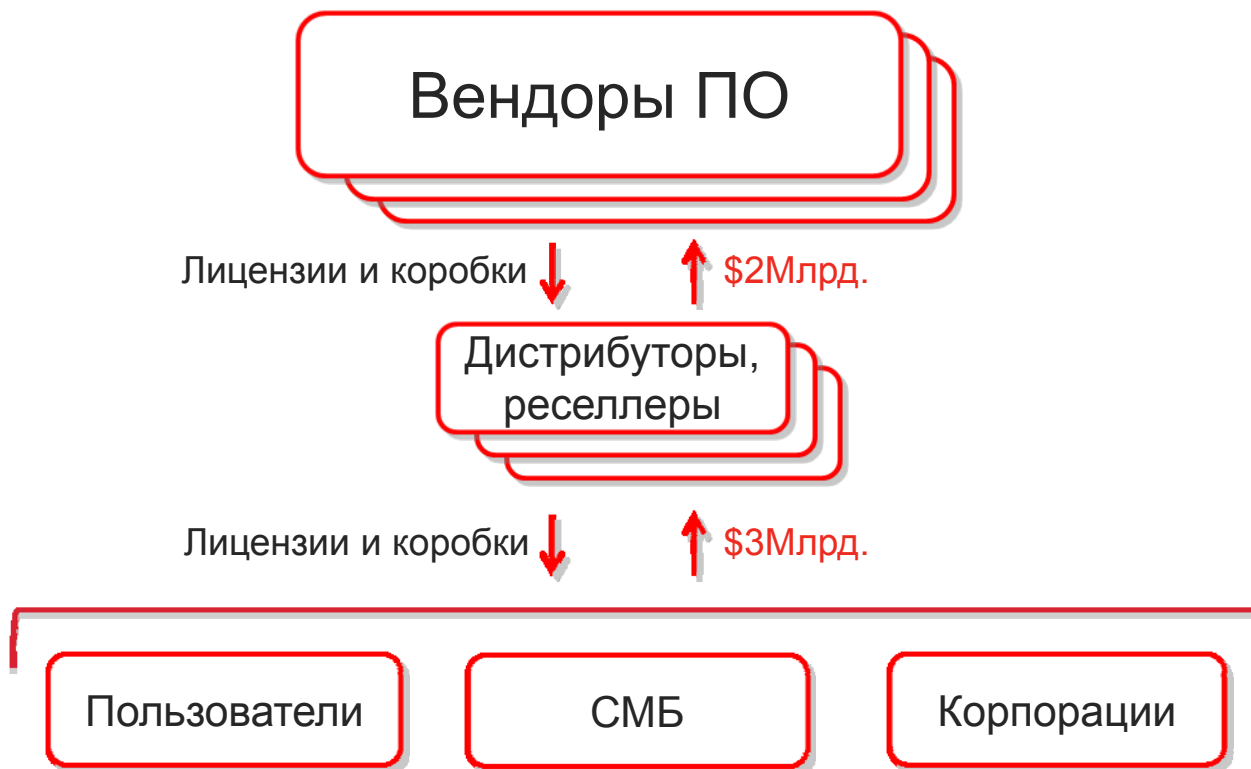 Вендоры ПО
Лицензии и коробки
$2Млрд.
Дистрибуторы,
реселлеры
Лицензии и коробки
$3Млрд.
Пользователи
СМБ
Корпорации